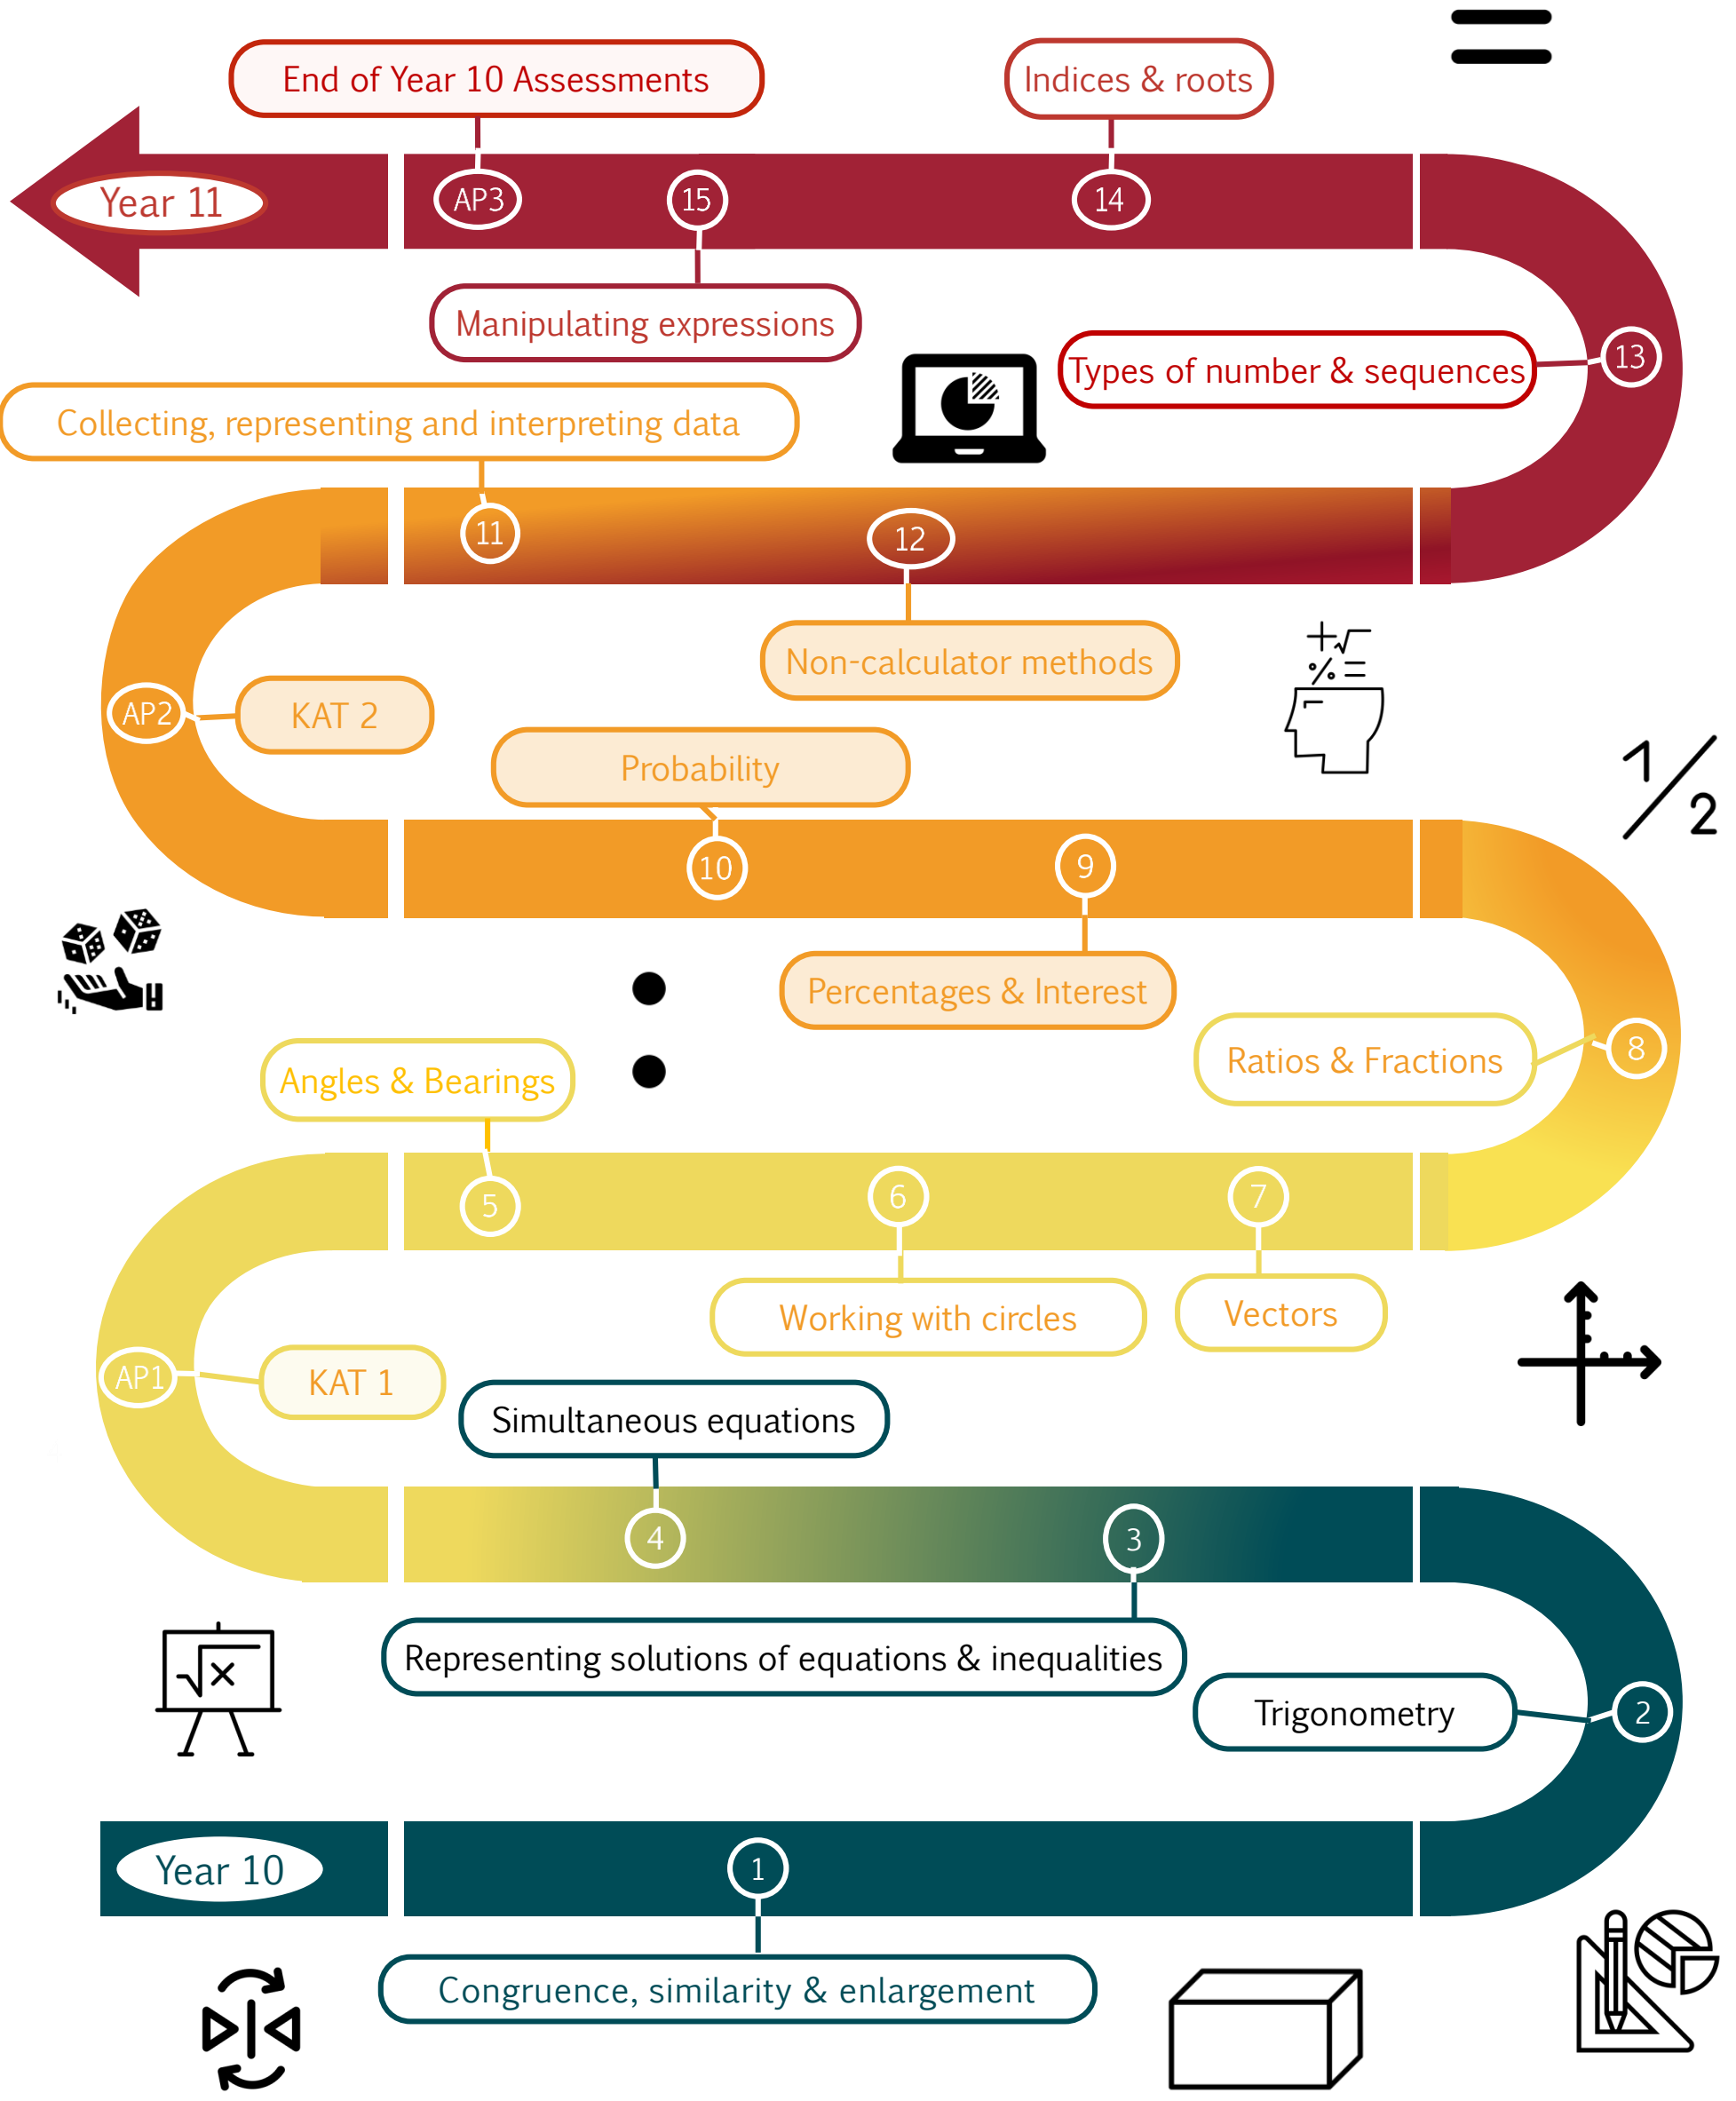 End of Year 10 Assessments
Indices & roots
Year 11
AP3
15
14
Manipulating expressions
Types of number & sequences
13
Collecting, representing and interpreting data
11
12
Non-calculator methods
+√
%=
AP2
KAT 2
Probability
1/2
10
9
Percentages & Interest
Ratios & Fractions
8
Angles & Bearings
5
6
7
Working with circles
Vectors
AP1
KAT 1
Simultaneous equations
4
3
Representing solutions of equations & inequalities
√x
Trigonometry
2
Year 10
1
Congruence, similarity & enlargement